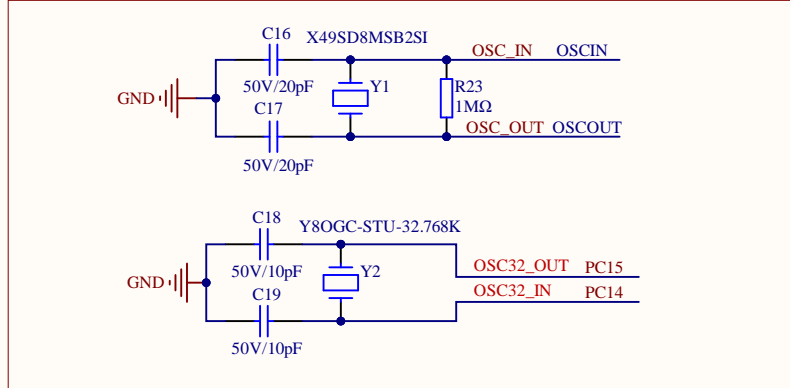 C16 X49SD8MSB2SI
OSC_IN OSCIN
50V/20pF Y1 R23
GND 1MΩ
C17
OSC_OUT OSCOUT
50V/20pF
C18 Y8OGC-STU-32.768K
OSC32_OUT PC15
50V/10pF Y2
GND
C19 OSC32_IN PC14
50V/10pF